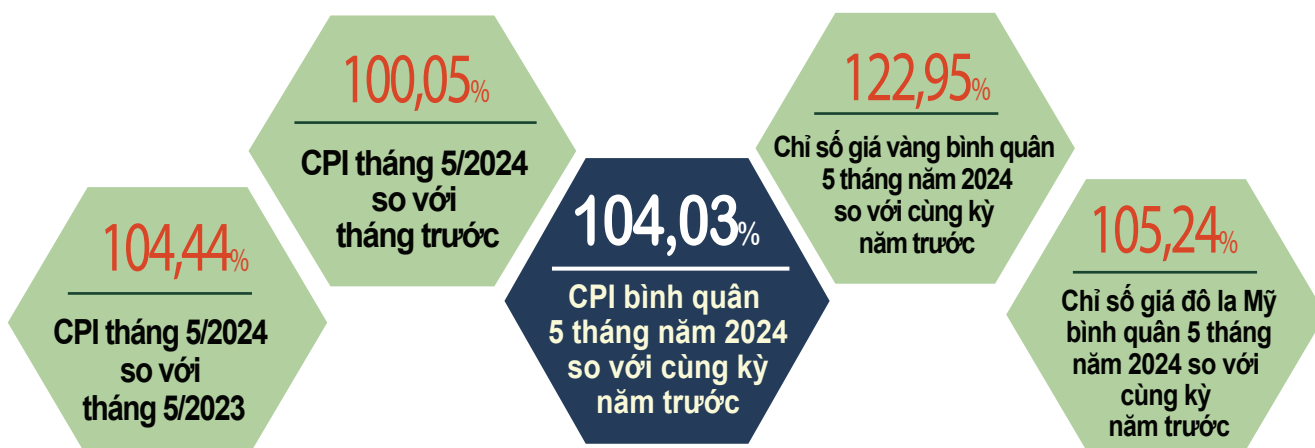 104,44%
CPI tháng 5/2024
so với
tháng 5/2023
100,05%
CPI tháng 5/2024
so với
tháng trước
104,03%
CPI bình quân
5 tháng năm 2024
so với cùng kỳ
năm trước
122,95%
Chỉ số giá vàng bình quân
5 tháng năm 2024
so với cùng kỳ
năm trước
105,24%
Chỉ số giá đô la Mỹ
bình quân 5 tháng
năm 2024 so với
cùng kỳ
năm trước